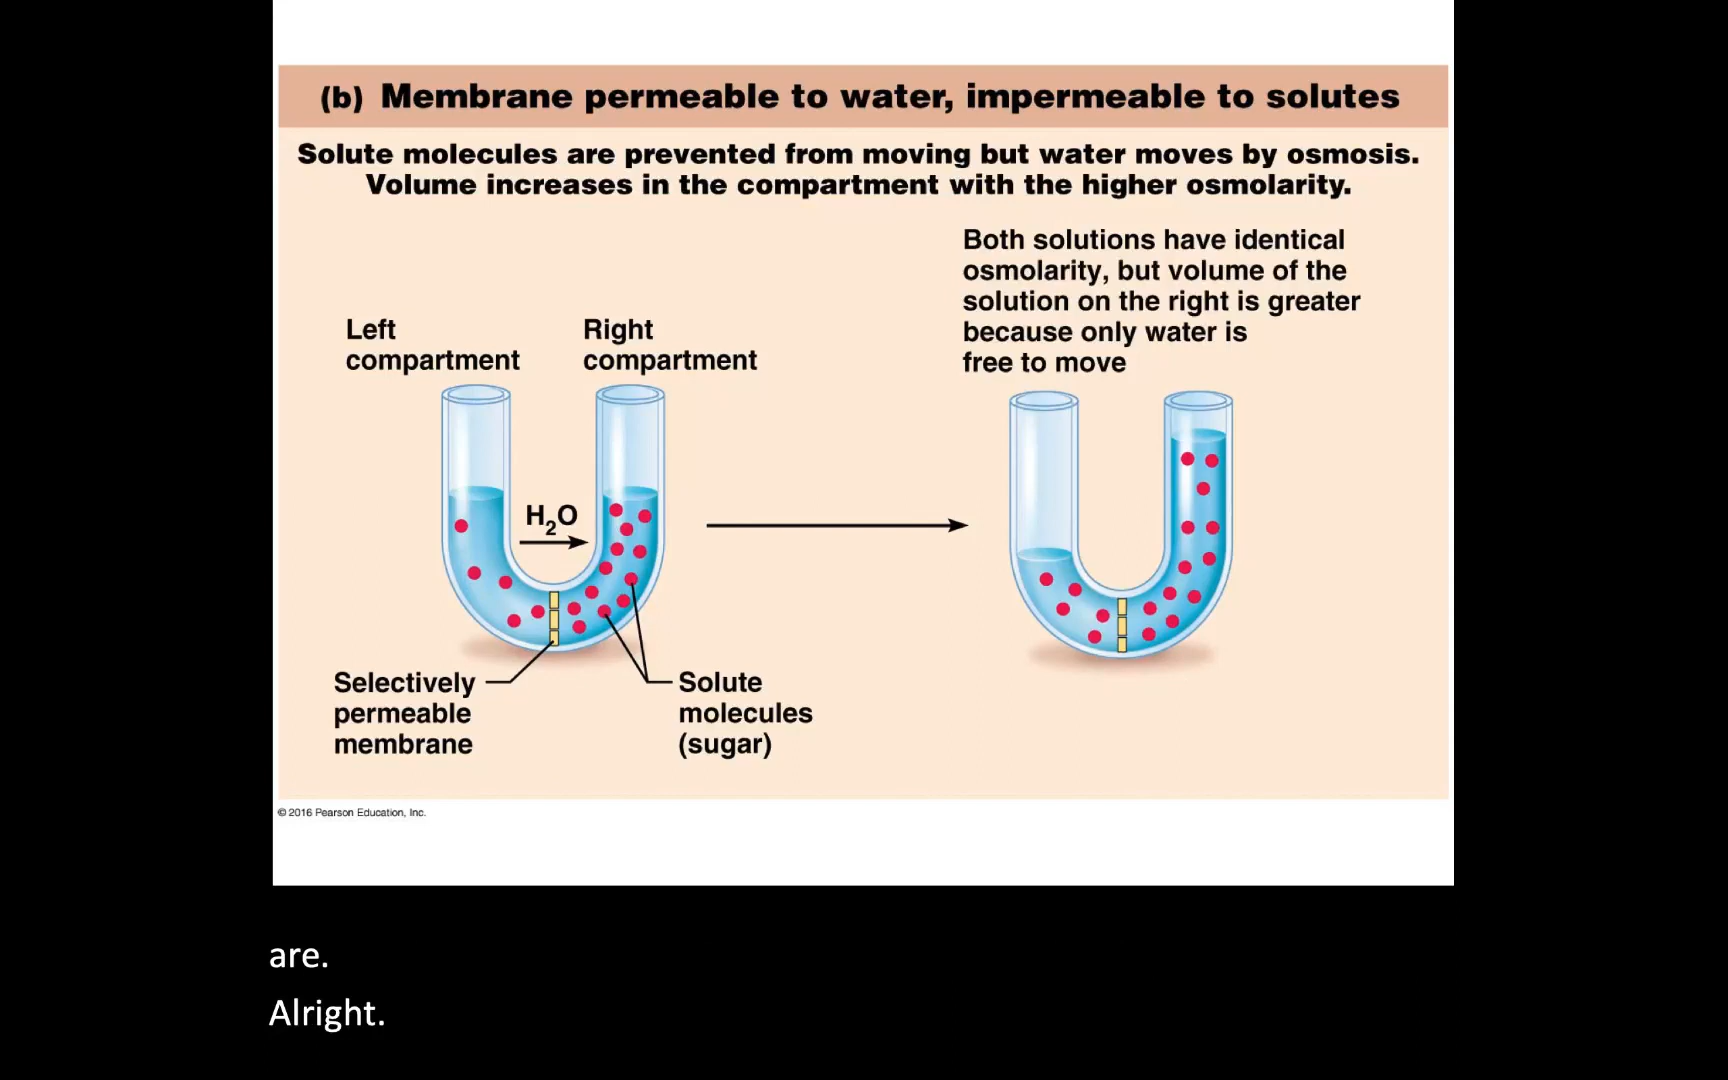 (b) Membrane permeable to water, impermeable to solutes
Solute molecules are prevented from moving but water moves by osmosis.
Volume increases in the compartment with the higher osmolarity.
Both solutions have identical
osmolarity, but volume of the
solution on the right is greater
because only water is
free to move
Left
compartment
Right
compartment
H₂O
Selectively
permeable
membrane
Solute
molecules
(sugar)
© 2016 Pearson Education, Inc.
are.
Alright.